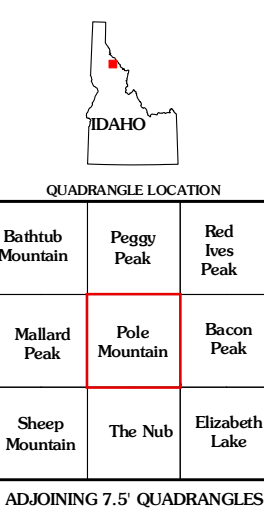 IDAHO
QUADRANGLE LOCATION
Bathtub
Mountain
Peggy
Peak
Red
Ives
Peak
Mallard
Peak
Pole
Mountain
Bacon
Peak
Sheep
Mountain
The Nub
Elizabeth
Lake
ADJOINING 7.5' QUADRANGLES